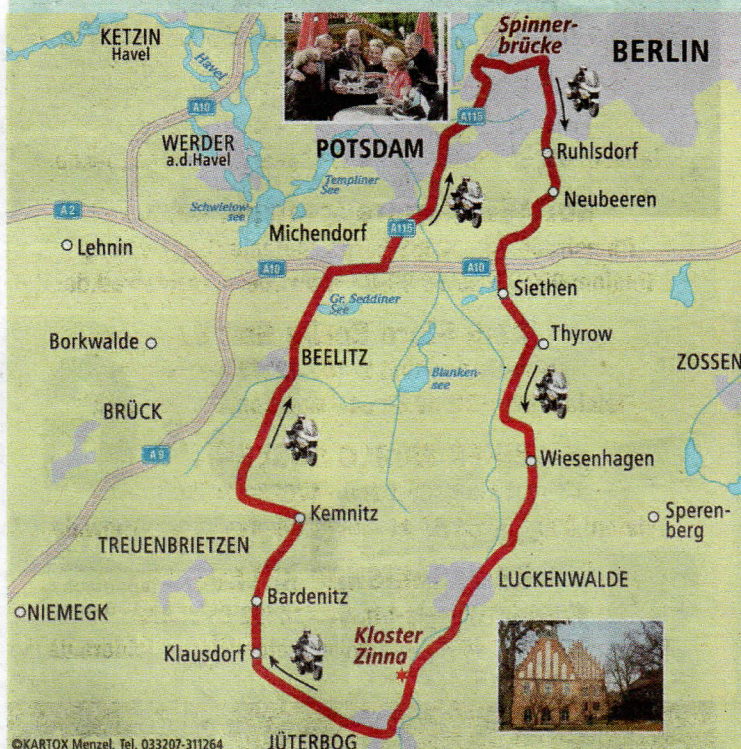 KETZIN
Havel
Havel
Spinner-
brücke
BERLIN
A10
A115
WERDER
a.d.Havel
POTSDAM
Ruhlsdorf
Templiner
See
Neubeeren
A2
Schwielow-
see
Lehnin
Michendorf
A115
A10
A10
Siethen
Gr. Seddiner
See
Thyrow
Borkwalde
BEELITZ
Blanken-
see
ZOSSEN
BRÜCK
A9
Wiesenhagen
Kemnitz
Speren-
berg
TREUENBRIETZEN
LUCKENWALDE
Bardenitz
NIEMEGK
Kloster
Zinna
Klausdorf
JÜTERBOG
©KARTOX Menzel, Tel. 033207-311264